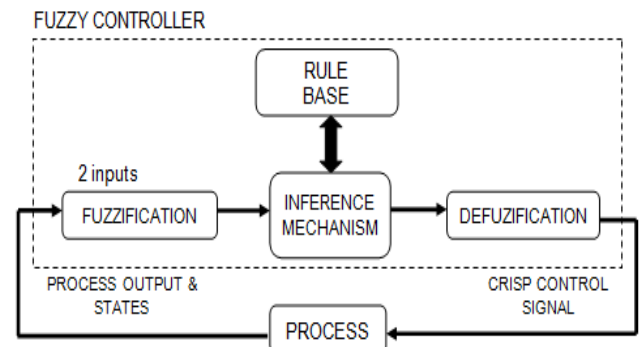 FUZZY CONTROLLER
RULE
BASE
2 inputs
FUZZIFICATION
INFERENCE
MECHANISM
DEFUZIFICATION
PROCESS OUTPUT &
STATES
CRISP CONTROL
SIGNAL
PROCESS